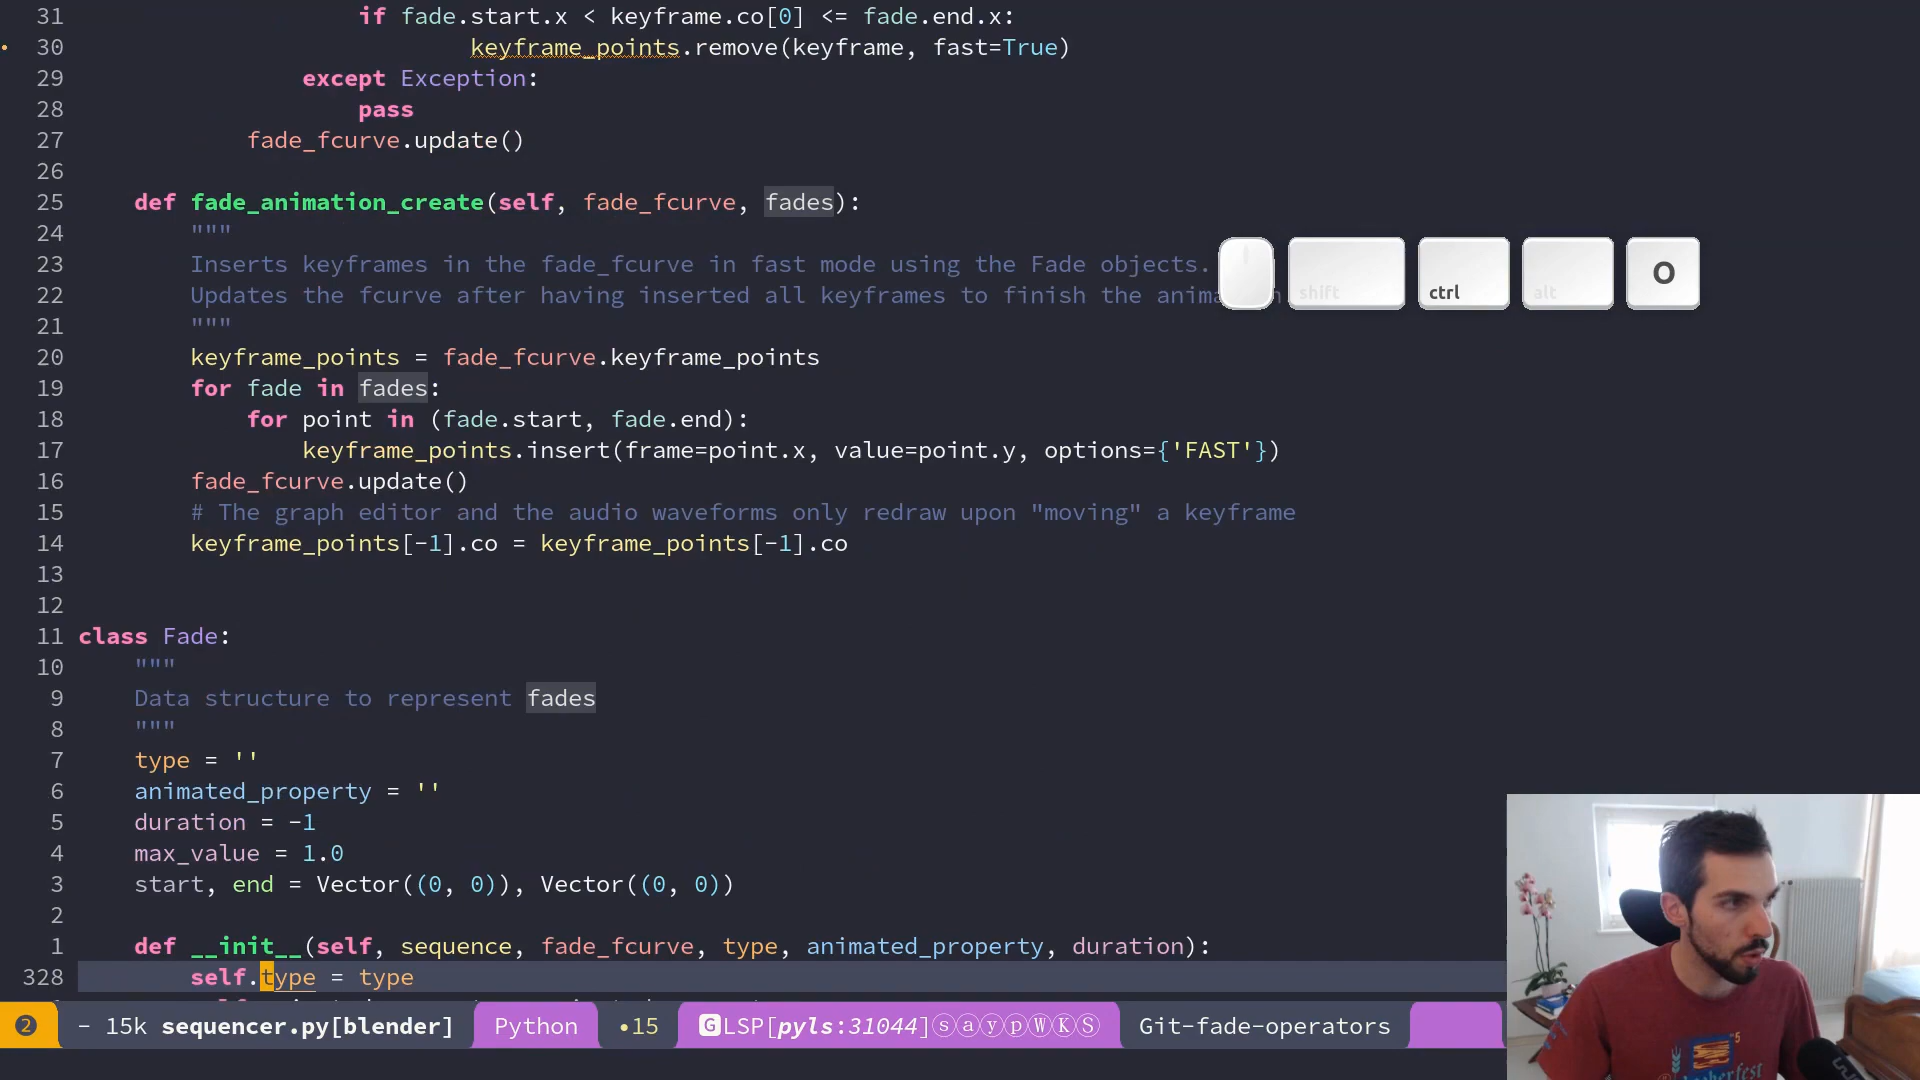 31 if fade.start.x < keyframe.co[0] <= fade.end.x:
30 keyframe_points.remove(keyframe, fast=True)
29 except Exception:
28 pass
27 fade_fcurve.update()
26
25 def fade_animation_create(self, fade_fcurve, fades):
24 """
23 Inserts keyframes in the fade_fcurve in fast mode using the Fade objects.
22 Updates the fcurve after having inserted all keyframes to finish the
21 """
20 keyframe_points = fade_fcurve.keyframe_points
19 for fade in fades:
18 for point in (fade.start, fade.end):
17 keyframe_points.insert(frame=point.x, value=point.y, options={'FAST'})
16 fade_fcurve.update()
15 # The graph editor and the audio waveforms only redraw upon "moving" a keyframe
14 keyframe_points[-1].co = keyframe_points[-1].co
13
12
11 class Fade:
10 """
9 Data structure to represent fades
8 """
7 type = ''
6 animated_property = ''
5 duration = -1
4 max_value = 1.0
3 start, end = Vector((0, 0)), Vector((0, 0))
2
1 def __init__(self, sequence, fade_fcurve, type, animated_property, duration):
328 self.type = type
shift ctrl alt O
❷ - 15k sequencer.py[blender] Python •15 GLSP[pyls:31044]ⓢⓐⓨⓟⓌⓀⓈ Git-fade-operators